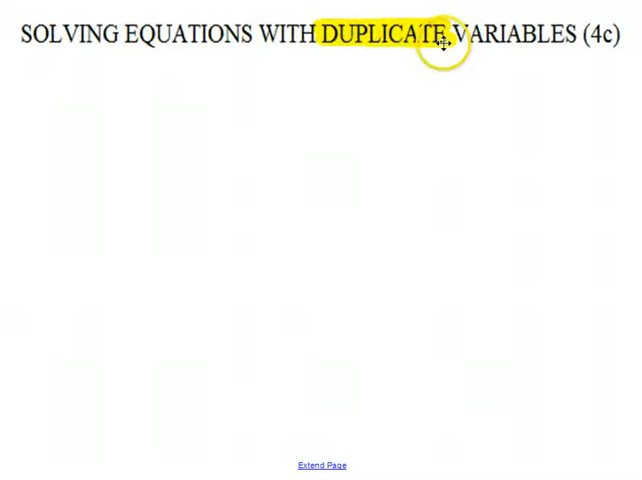 SOLVING EQUATIONS WITH DUPLICATE VARIABLES (4c)
Extend Page